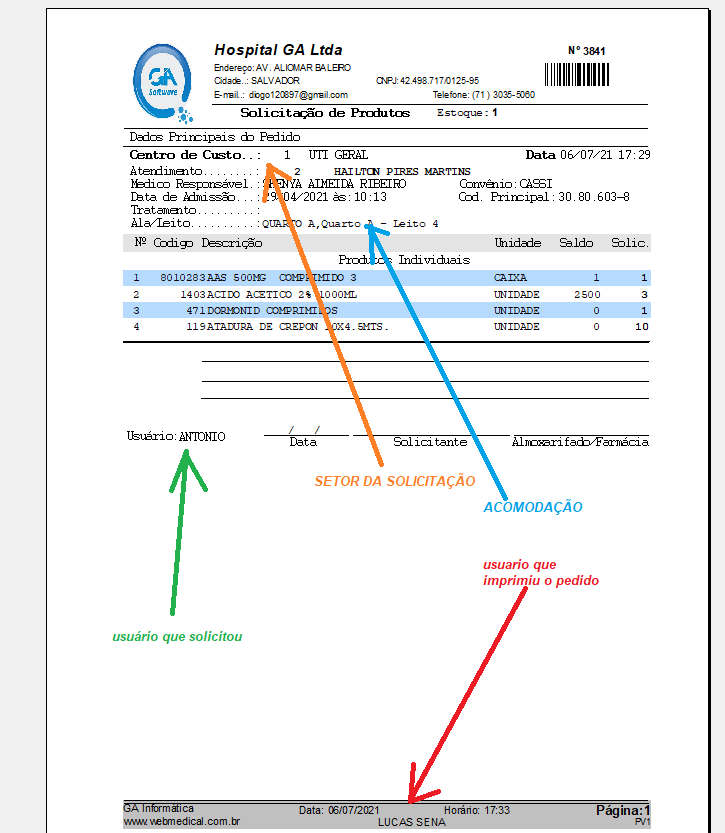 GA
Software
Hospital GA Ltda
Nº 3841
Endereço: AV. ALIOMAR BALEIRO
Cidade..: SALVADOR CNPJ: 42.498.717/0125-95
E-mail..: diogo120897@gmail.com Telefone: (71) 3035-5060
Solicitação de Produtos Estoque: 1
Dados Principais do Pedido
Centro de Custo..: 1 UTI GERAL Data 06/07/21 17:29
Atendimento........: 2 HAILTON PIRES MARTINS
Medico Responsável.: ALMEIDA RIBEIRO Convênio: CASSI
Data de Admissão...: 29/04/2021 às: 10:13 Cod. Principal: 30.80.603-8
Tratamento.........:
Ala/Leito..........: QUARTO A,Quarto A - Leito 4
Nº Codigo Descrição Unidade Saldo Solic.
Produtos Individuais
1 8010283 AAS 500MG COMPRIMIDO 3 CAIXA 1 1
2 1403 ACIDO ACETICO 2% 1000ML UNIDADE 2500 3
3 471 DORMONID COMPRIMIDOS UNIDADE 0 1
4 119 ATADURA DE CREPON 10X4.5MTS. UNIDADE 0 10
Usuário: ANTONIO / /
Data Solicitante Almoxarifado/Farmácia
SETOR DA SOLICITAÇÃO
ACOMODAÇÃO
usuario que
imprimiu o pedido
usuário que solicitou
GA Informática Data: 06/07/2021 Horário: 17:33 Página:1
www.webmedical.com.br LUCAS SENA PV1